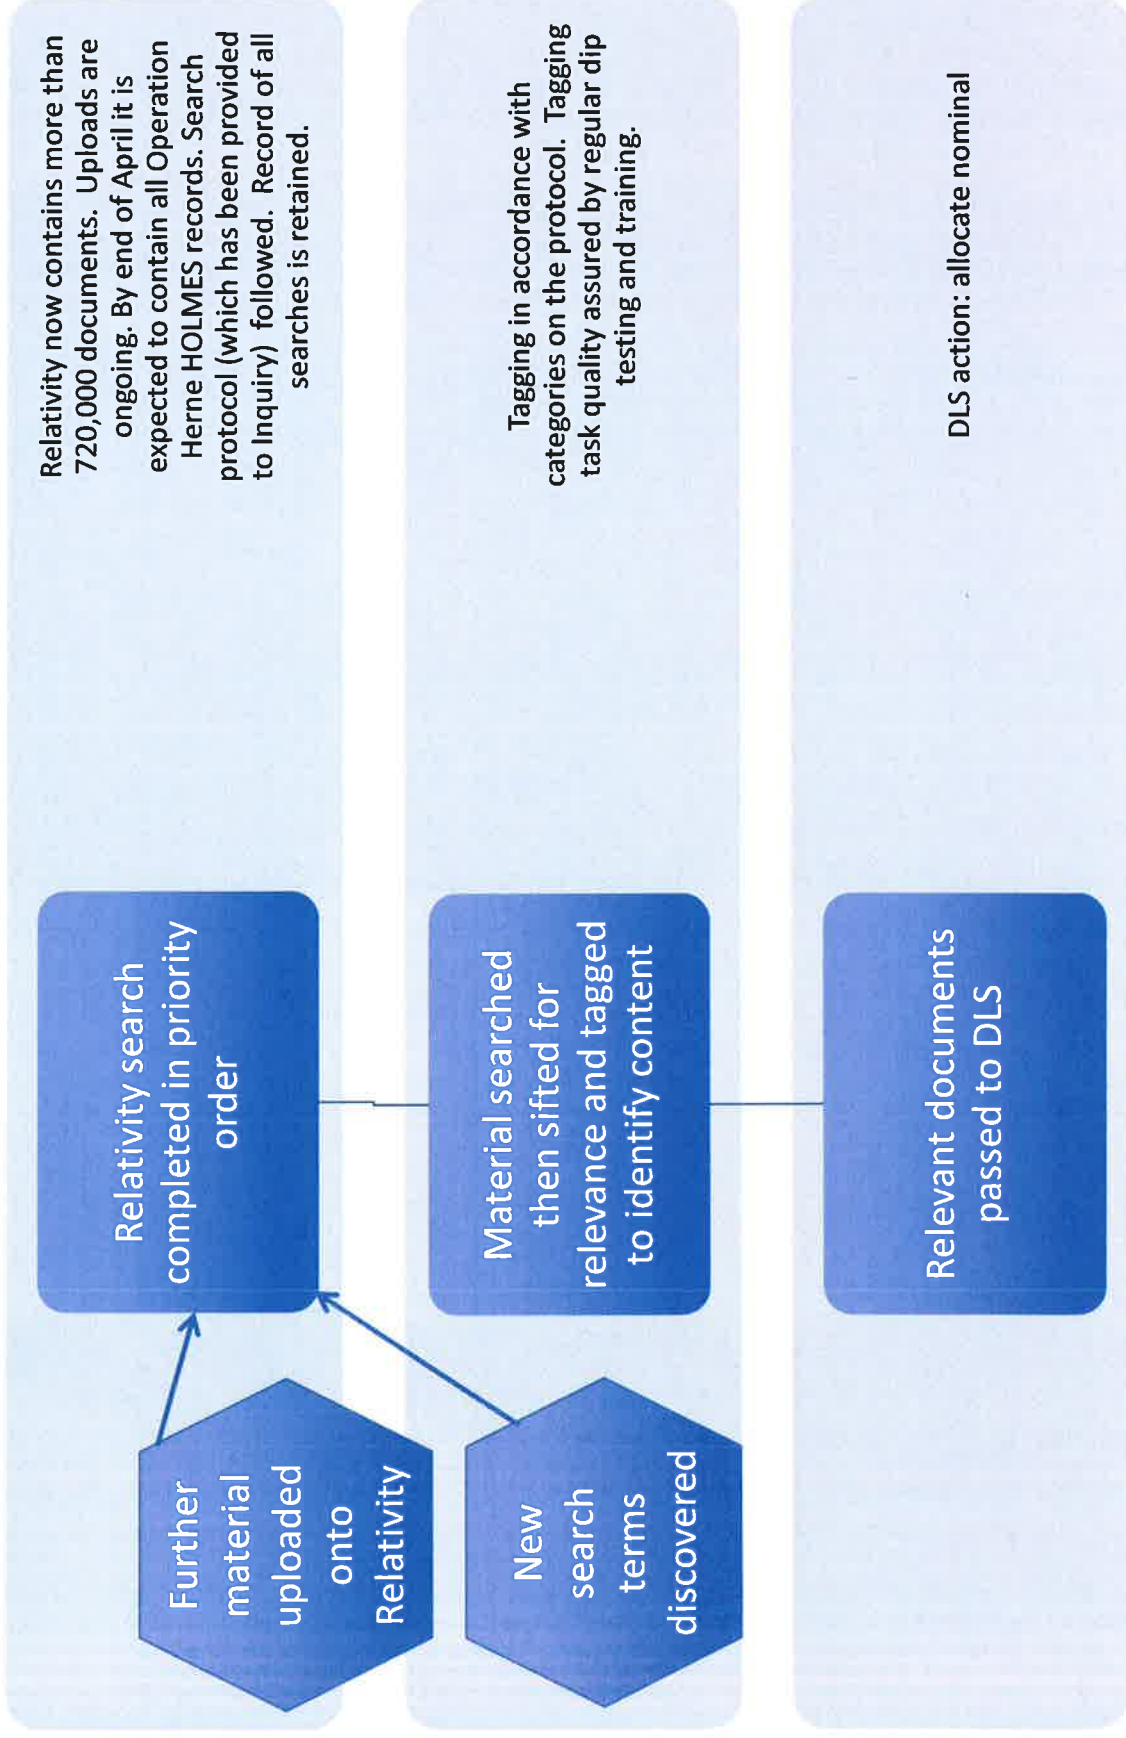 Further
material
uploaded
onto
Relativity
New
search
terms
discovered
Relativity search
completed in priority
order
Material searched
then sifted for
relevance and tagged
to identify content
Relevant documents
passed to DLS
Relativity now contains more than
720,000 documents. Uploads are
ongoing. By end of April it is
expected to contain all Operation
Herne HOLMES records. Search
protocol (which has been provided
to Inquiry) followed. Record of all
searches is retained.
Tagging in accordance with
categories on the protocol. Tagging
task quality assured by regular dip
testing and training.
DLS action: allocate nominal